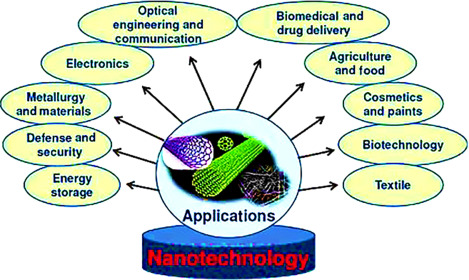 Optical
engineering and
communication
Biomedical and
drug delivery
Electronics
Agriculture
and food
Metallurgy
and materials
Cosmetics
and paints
Defense and
security
Biotechnology
Energy
storage
Textile
Applications
Nanotechnology